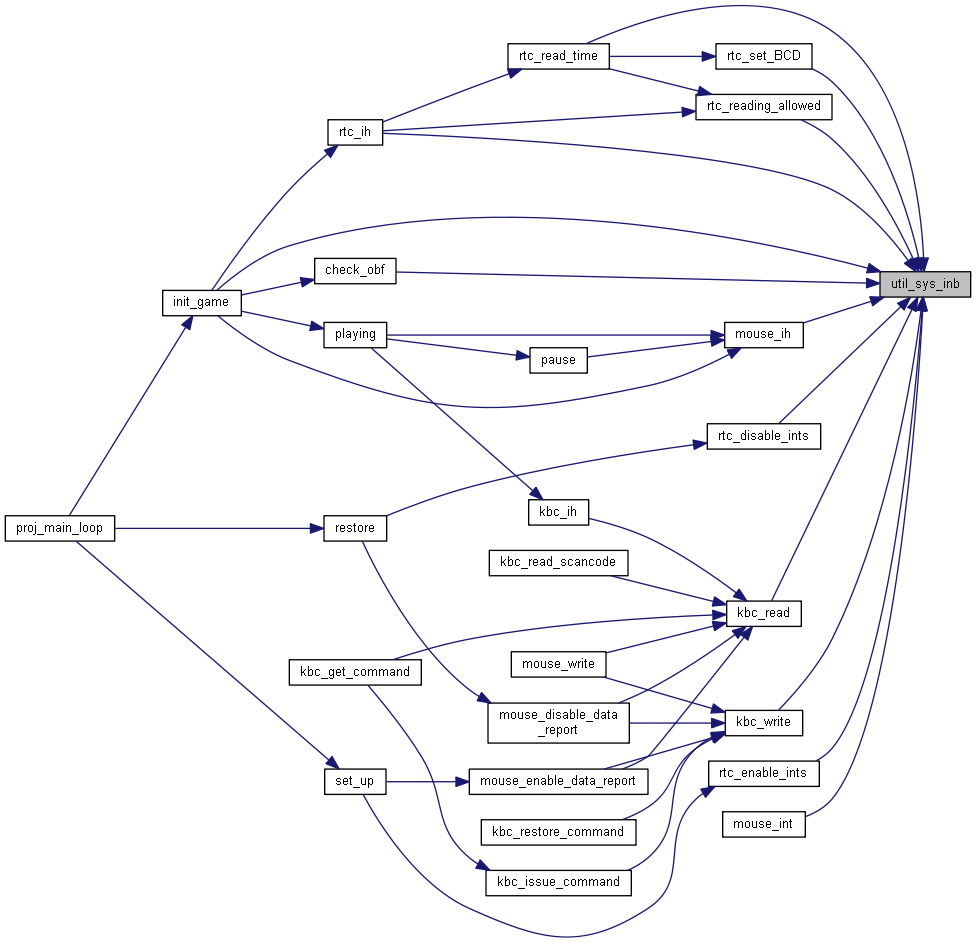 rtc_read_time
rtc_set_BCD
rtc_reading_allowed
rtc_ih
check_obf
util_sys_inb
init_game
playing
mouse_ih
pause
rtc_disable_ints
kbc_ih
proj_main_loop
restore
kbc_read_scancode
kbc_read
mouse_write
kbc_get_command
mouse_disable_data
_report
kbc_write
rtc_enable_ints
set_up
mouse_enable_data_report
mouse_int
kbc_restore_command
kbc_issue_command